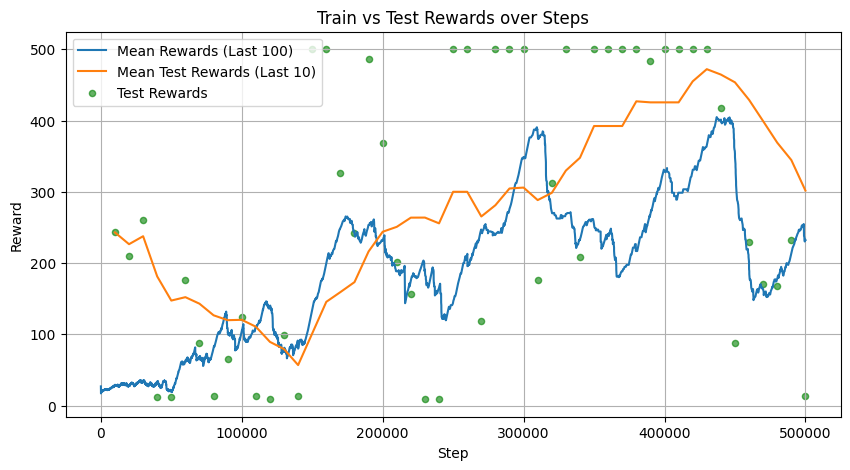 Train vs Test Rewards over Steps
Mean Rewards (Last 100)
Mean Test Rewards (Last 10)
Test Rewards
Reward
500
400
300
200
100
0
0 100000 200000 300000 400000 500000
Step